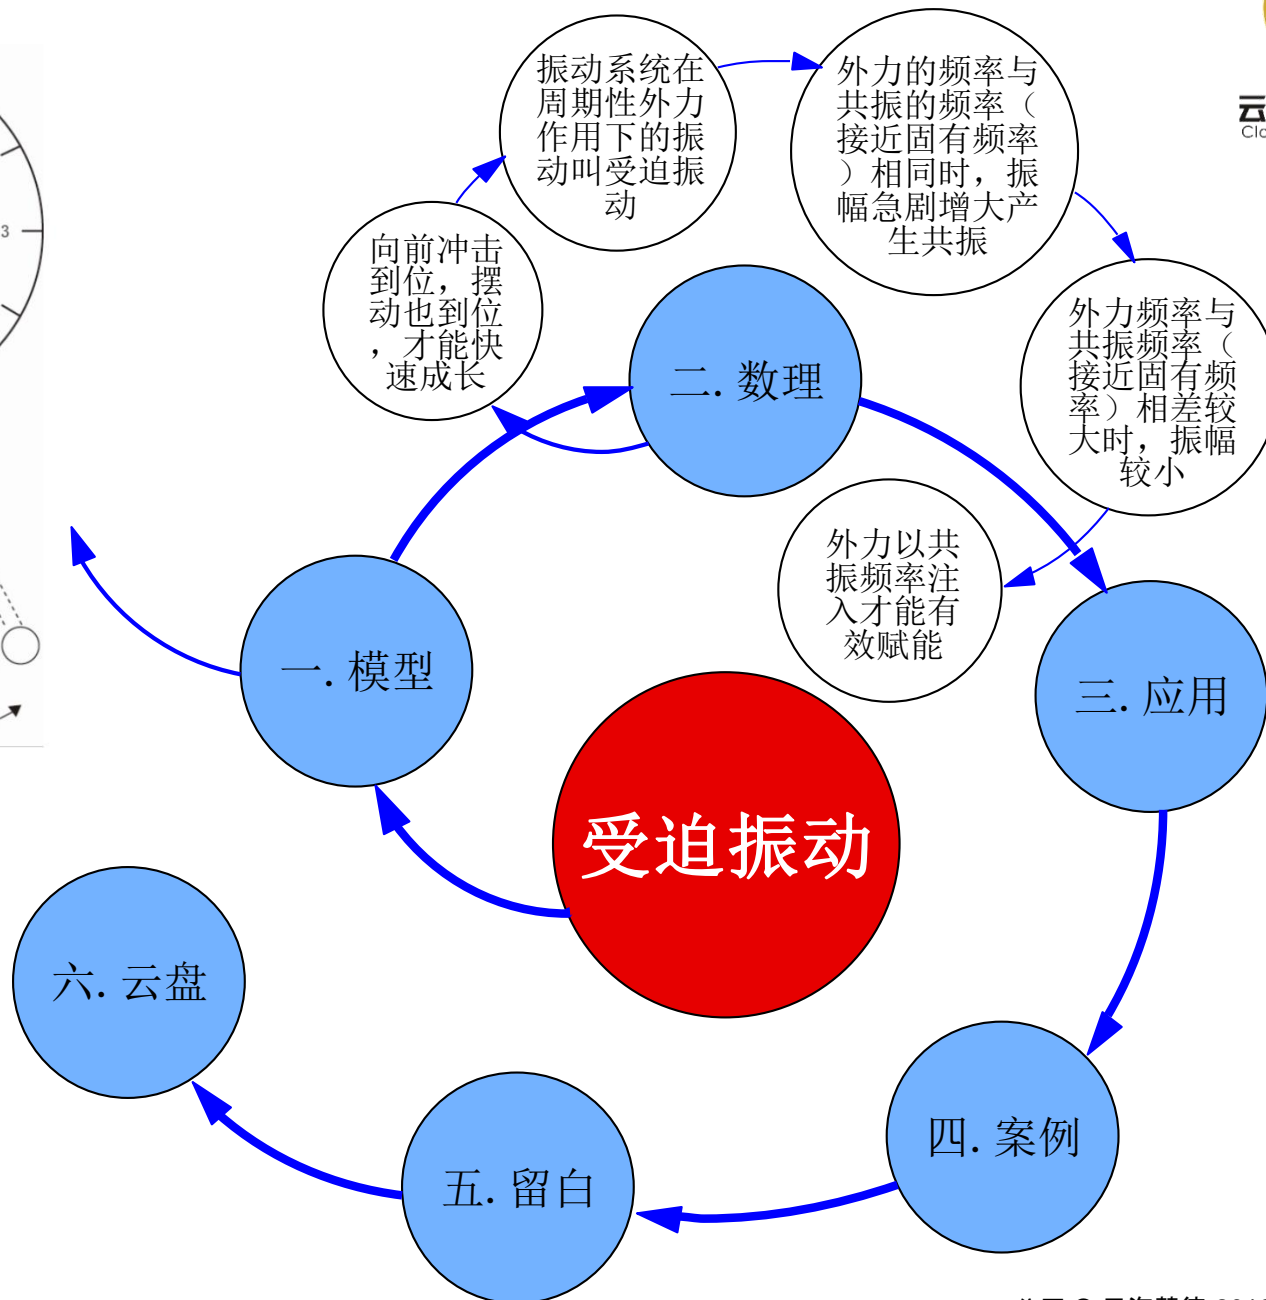 振动系统在
周期性外力
作用下的振
动叫受迫振
动
外力的频率与
共振的频率（
接近固有频率
）相同时，振
幅急剧增大产
生共振
云
Clo
3
向前冲击
到位，摆
动也到位
，才能快
速成长
外力频率与
共振频率（
接近固有频
率）相差较
大时，振幅
较小
二.数理
外力以共
振频率注
入才能有
效赋能
一.模型
三.应用
受迫振动
六.云盘
四.案例
五.留白